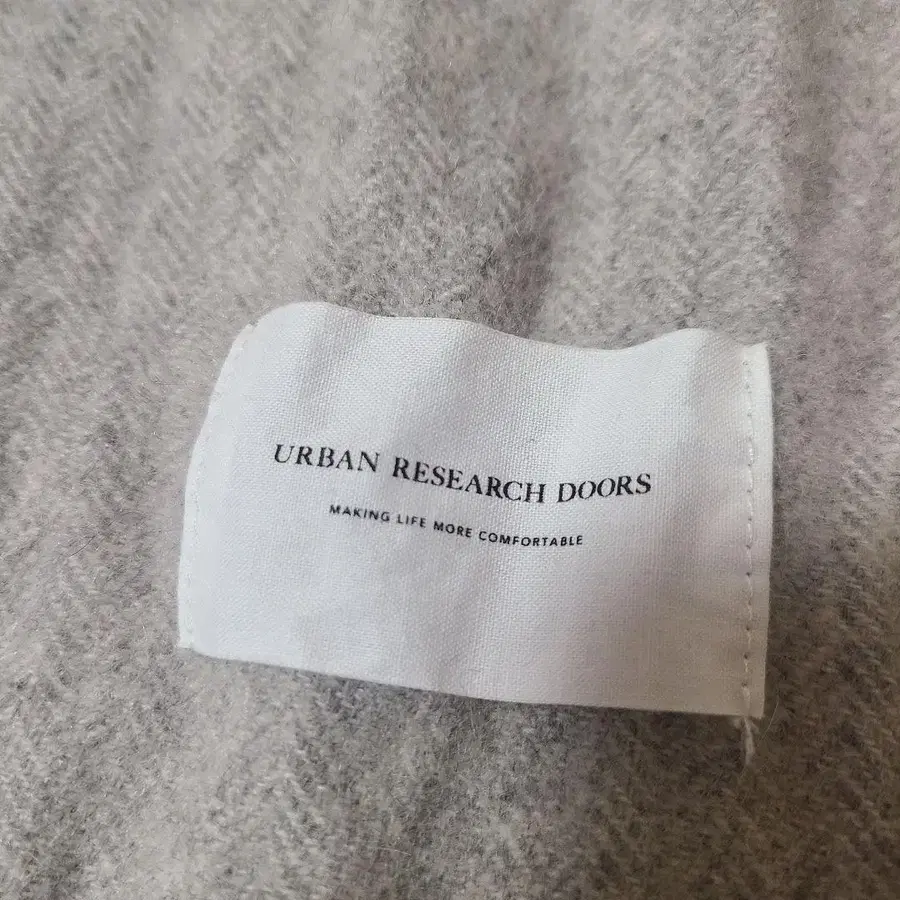 URBAN RESEARCH DOORS
MAKING LIFE MORE COMFORTABLE